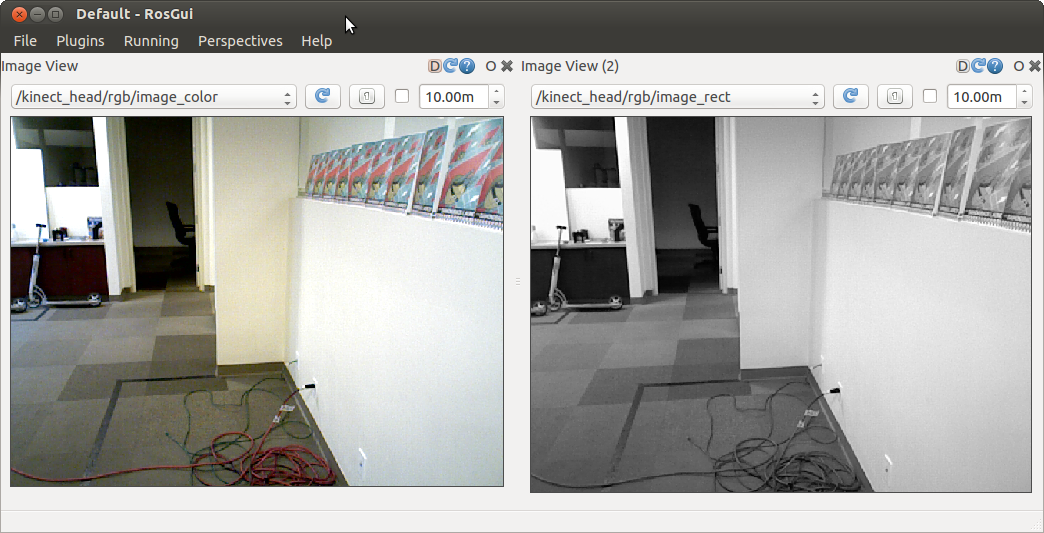 Default - RosGui
File Plugins Running Perspectives Help
Image View D ? O
Image View (2) D ? O
/kinect_head/rgb/image_color 10.00m
/kinect_head/rgb/image_rect 10.00m